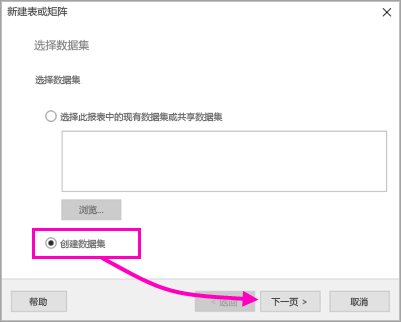 新建表或矩阵
选择数据集
选择数据集
选择此报表中的现有数据集或共享数据集
浏览...
创建数据集
帮助
< 返回
下一页 >
取消